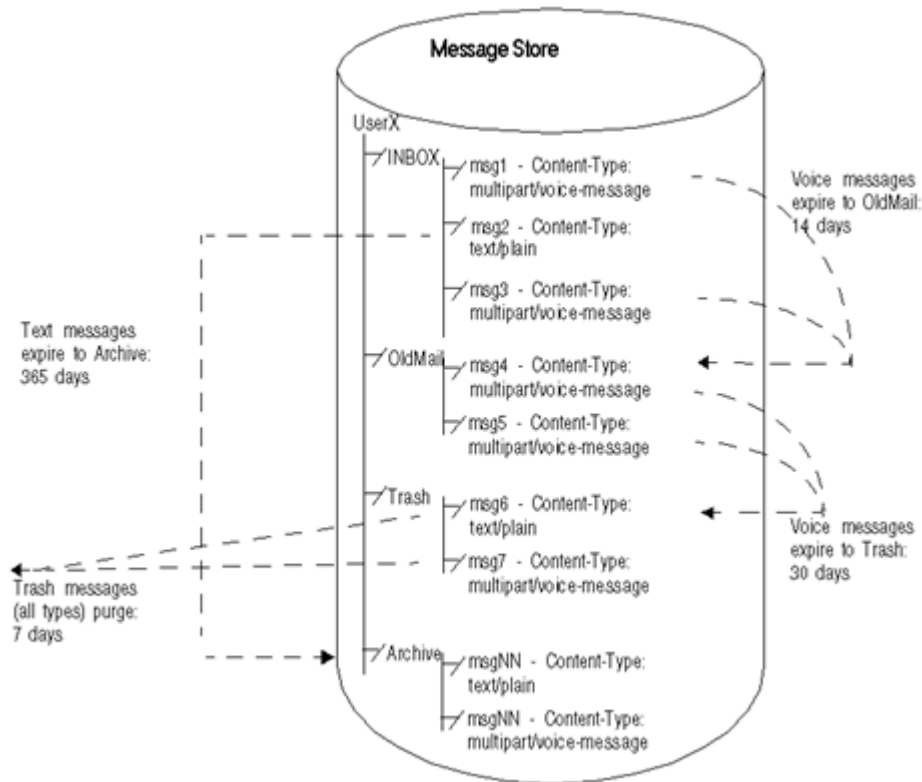 Message Store
UserX
INBOX
msg1 - Content-Type:
multipart/voice-message
msg2 - Content-Type:
text/plain
msg3 - Content-Type:
multipart/voice-message
OldMail
msg4 - Content-Type:
multipart/voice-message
msg5 - Content-Type:
multipart/voice-message
Trash
msg6 - Content-Type:
text/plain
msg7 - Content-Type:
multipart/voice-message
Archive
msgNN - Content-Type:
text/plain
msgNN - Content-Type:
multipart/voice-message
Voice messages
expire to OldMail:
14 days
Text messages
expire to Archive:
365 days
Voice messages
expire to Trash:
30 days
Trash messages
(all types) purge:
7 days